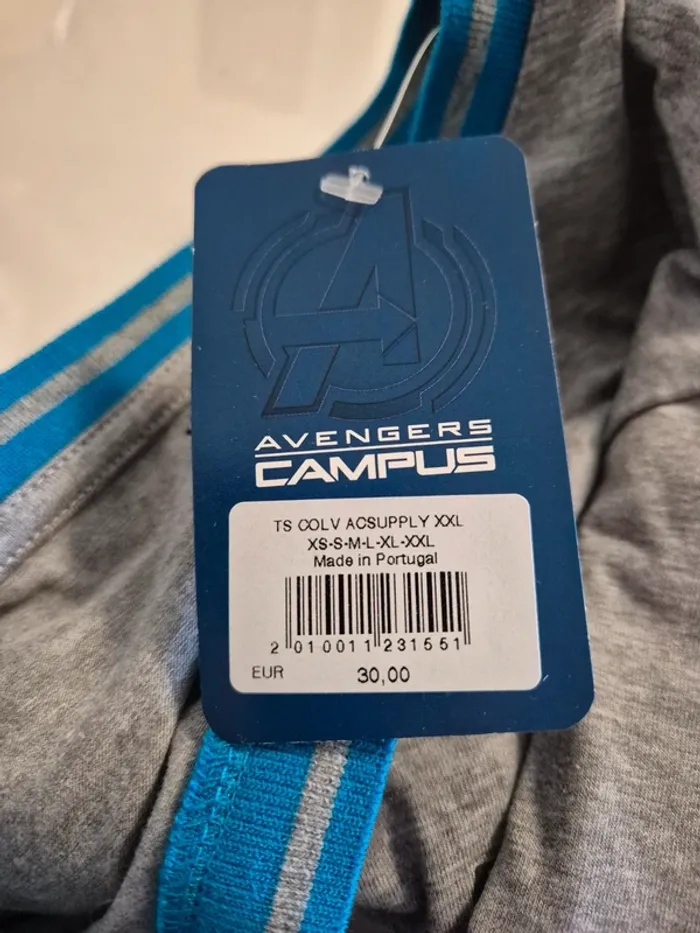 AVENGERS
CAMPUS
TS COLV ACSUPPLY XXL
XS-S-M-L-XL-XXL
Made in Portugal
2 010011 231551
EUR 30,00